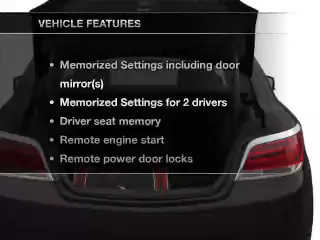 VEHICLE FEATURES
• Memorized Settings including door
mirror(s)
• Memorized Settings for 2 drivers
• Driver seat memory
• Remote engine start
• Remote power door locks